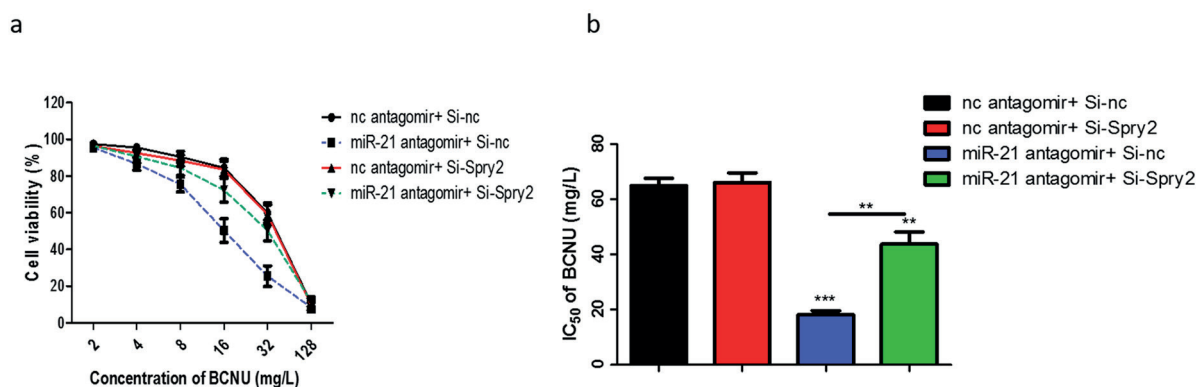 a
120
100
80
60
40
20
0
Cell viability (%)
2 4 8 16 32 128
Concentration of BCNU (mg/L)
nc antagomir+ Si-nc
miR-21 antagomir+ Si-nc
nc antagomir+ Si-Spry2
miR-21 antagomir+ Si-Spry2
b
nc antagomir+ Si-nc
nc antagomir+ Si-Spry2
miR-21 antagomir+ Si-nc
miR-21 antagomir+ Si-Spry2
80
60
40
20
0
IC50 of BCNU (mg/L)
**
**
***